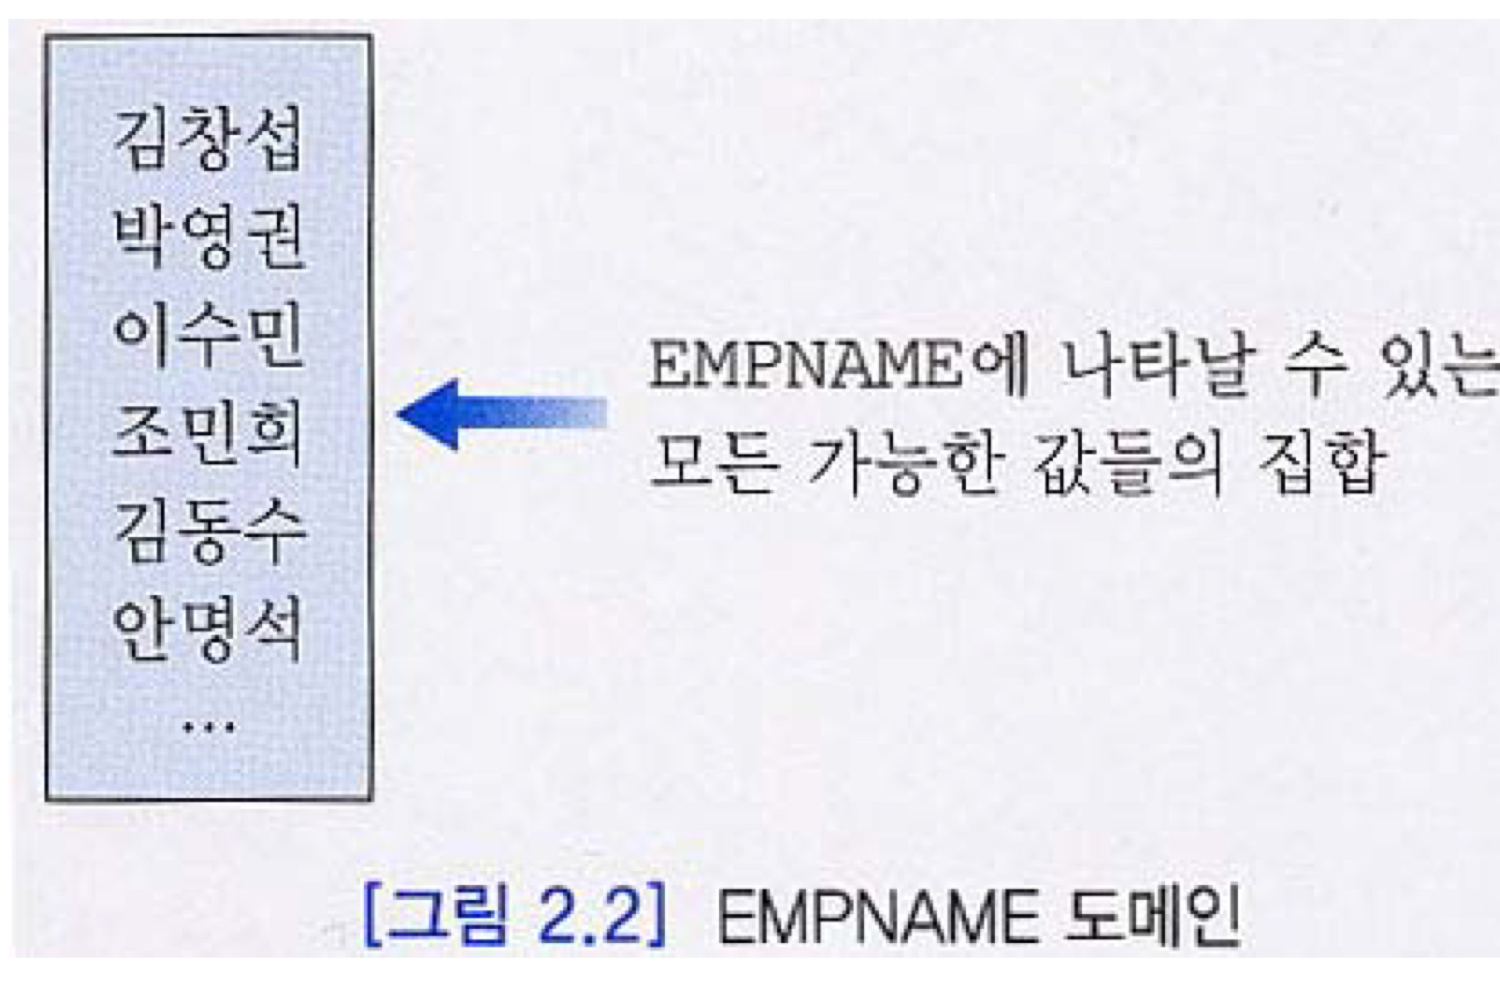 김창섭
박영권
이수민
조민희
김동수
안명석
...
EMPNAME에 나타날 수 있는
모든 가능한 값들의 집합
[그림 2.2] EMPNAME 도메인